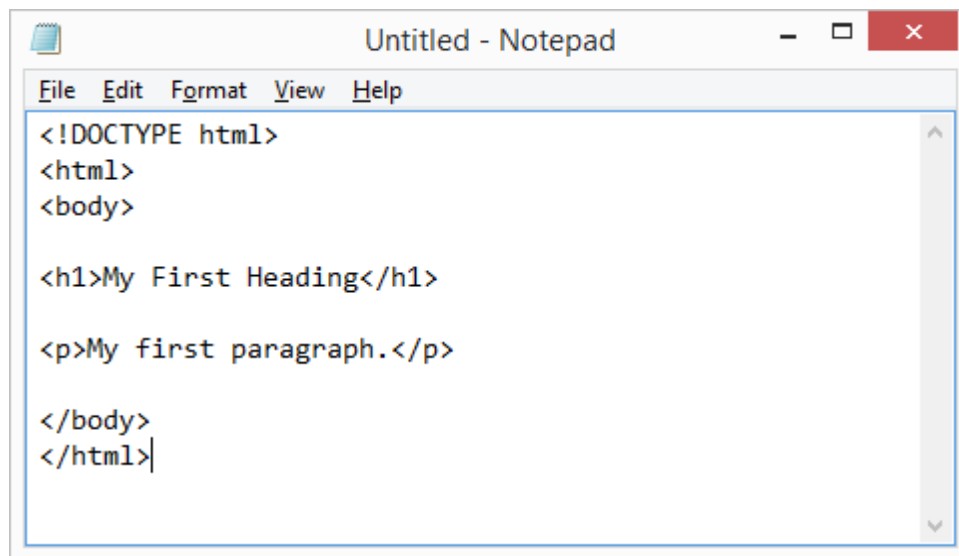 Untitled - Notepad
File Edit Format View Help
<!DOCTYPE html>
<html>
<body>
<h1>My First Heading</h1>
<p>My first paragraph.</p>
</body>
</html>